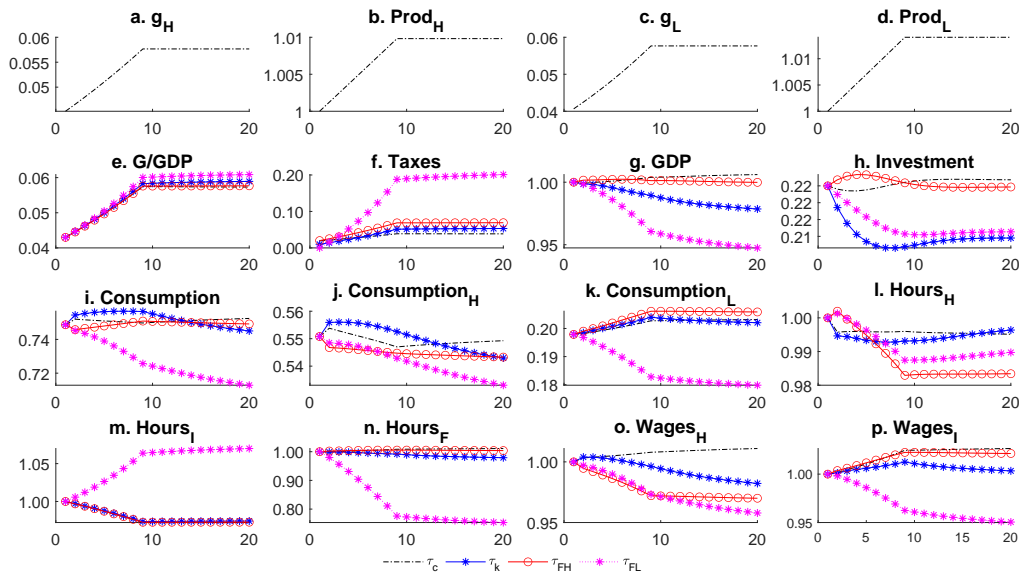 a. g_H
b. Prod_H
c. g_L
d. Prod_L
0.06
0.055
0.05
0 10 20
1.01
1.005
1
0 10 20
0.06
0.05
0.04
0 10 20
1.01
1.005
1
0 10 20
e. G/GDP
f. Taxes
g. GDP
h. Investment
0.06
0.05
0.04
0 10 20
0.20
0.10
0.00
0 10 20
1.00
0.95
0 10 20
0.22
0.22
0.21
0 10 20
i. Consumption
j. Consumption_H
k. Consumption_L
l. Hours_H
0.74
0.72
0 10 20
0.56
0.55
0.54
0 10 20
0.20
0.19
0.18
0 10 20
1.00
0.99
0.98
0 10 20
m. Hours_I
n. Hours_F
o. Wages_H
p. Wages_I
1.05
1.00
0 10 20
1.00
0.90
0.80
0 10 20
1.00
0.95
0 10 20
1.00
0.95
0 5 10 15 20
τ_c τ_k τ_FH τ_FL